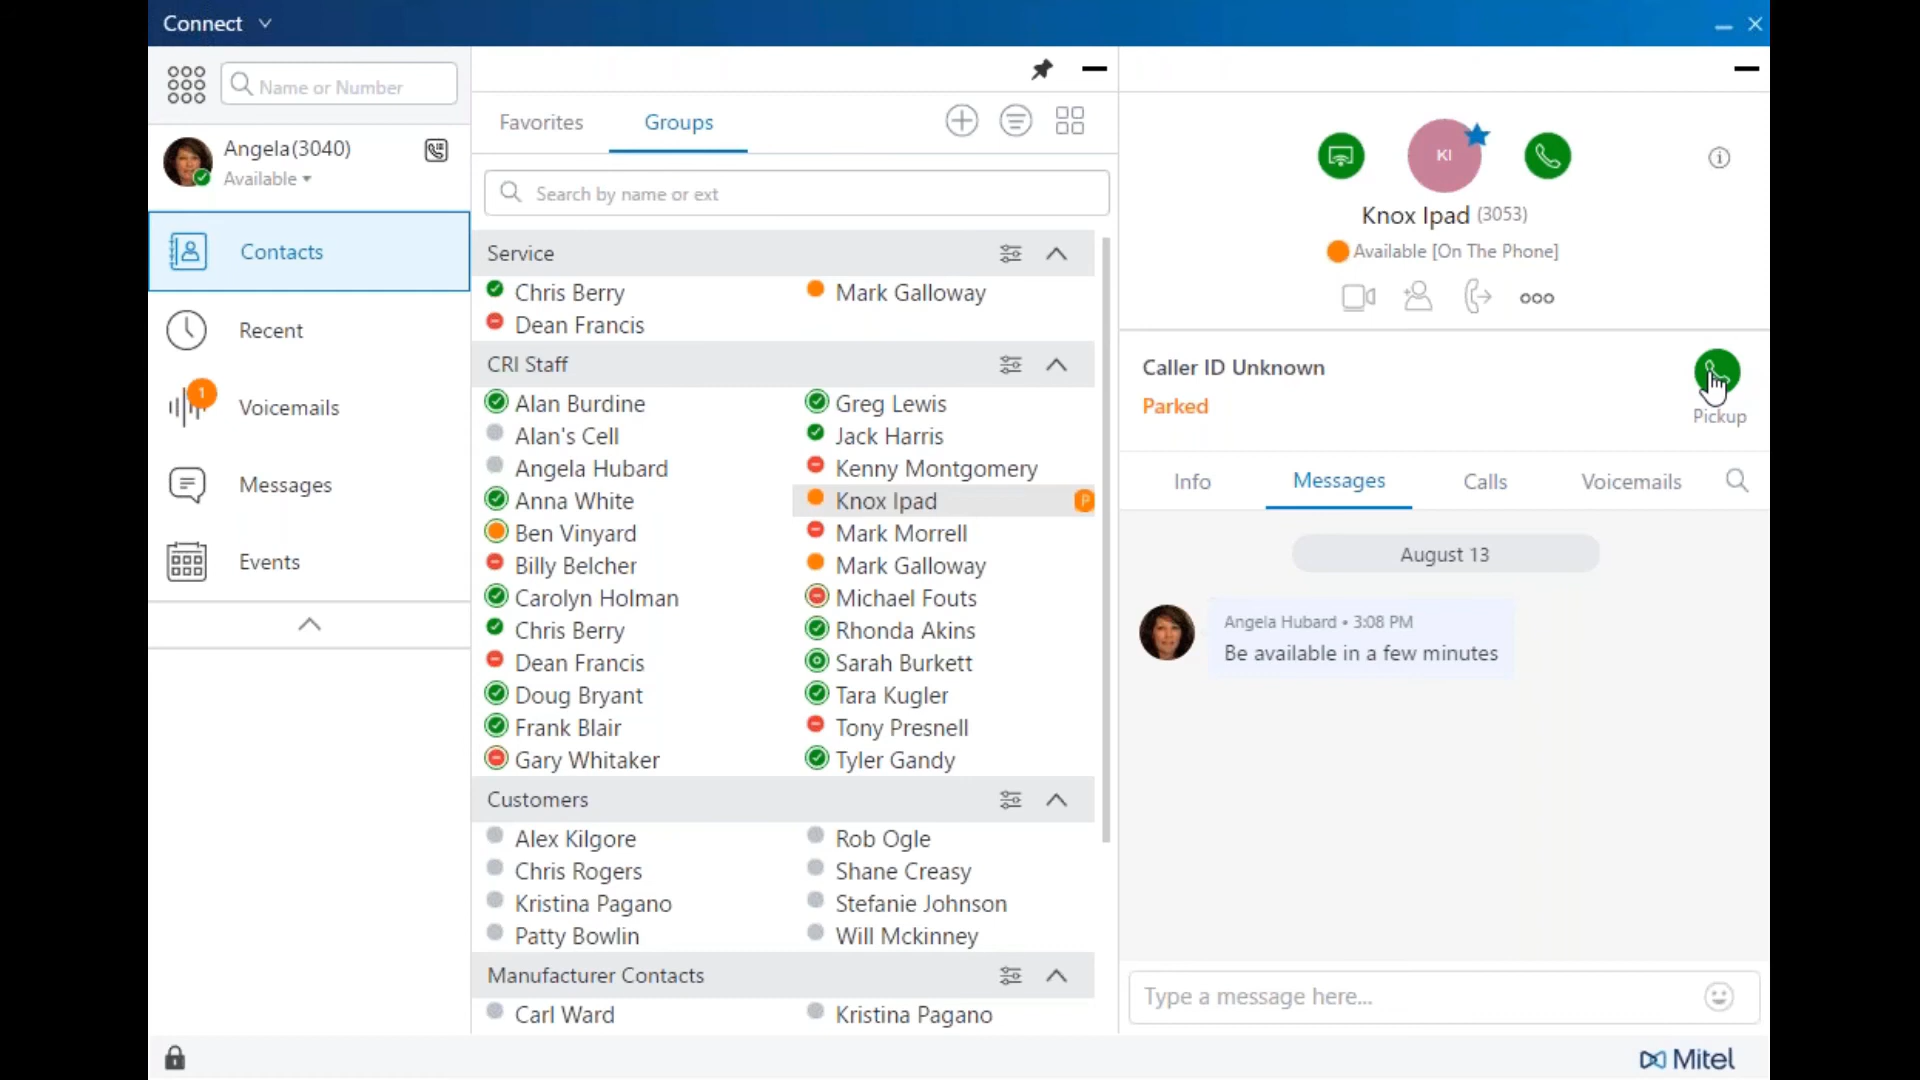 Connect
Name or Number
Angela(3040)
Available
Contacts
Recent
1
Voicemails
Messages
Events
Favorites
Groups
Search by name or ext
Service
Chris Berry
Mark Galloway
Dean Francis
CRI Staff
Alan Burdine
Greg Lewis
Alan's Cell
Jack Harris
Angela Hubard
Kenny Montgomery
Anna White
Knox Ipad
P
Ben Vinyard
Mark Morrell
Billy Belcher
Mark Galloway
Carolyn Holman
Michael Fouts
Chris Berry
Rhonda Akins
Dean Francis
Sarah Burkett
Doug Bryant
Tara Kugler
Frank Blair
Tony Presnell
Gary Whitaker
Tyler Gandy
Customers
Alex Kilgore
Rob Ogle
Chris Rogers
Shane Creasy
Kristina Pagano
Stefanie Johnson
Patty Bowlin
Will Mckinney
Manufacturer Contacts
Carl Ward
Kristina Pagano
KI
Knox Ipad (3053)
Available [On The Phone]
Caller ID Unknown
Parked
Pickup
Info
Messages
Calls
Voicemails
August 13
Angela Hubard • 3:08 PM
Be available in a few minutes
Type a message here...
Mitel